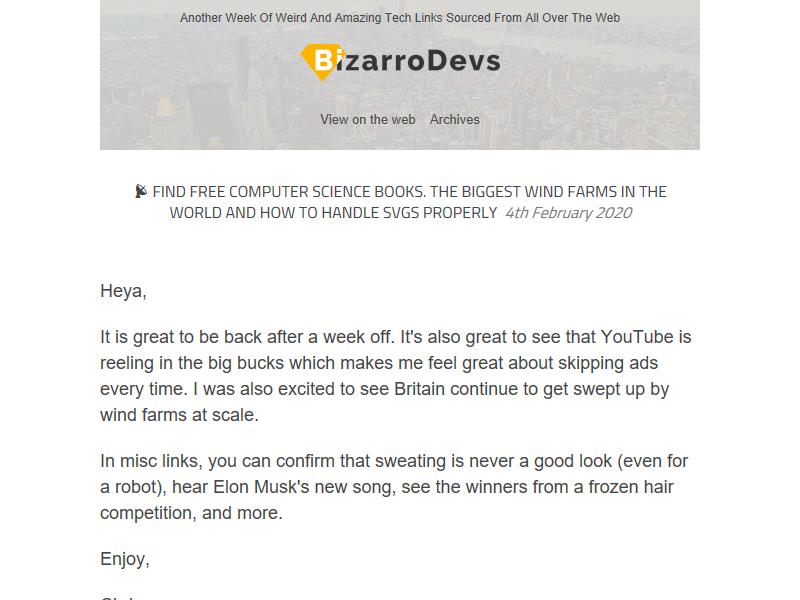 Another Week Of Weird And Amazing Tech Links Sourced From All Over The Web
BizarroDevs
View on the web Archives
FIND FREE COMPUTER SCIENCE BOOKS. THE BIGGEST WIND FARMS IN THE
WORLD AND HOW TO HANDLE SVGS PROPERLY 4th February 2020
Heya,
It is great to be back after a week off. It's also great to see that YouTube is
reeling in the big bucks which makes me feel great about skipping ads
every time. I was also excited to see Britain continue to get swept up by
wind farms at scale.
In misc links, you can confirm that sweating is never a good look (even for
a robot), hear Elon Musk's new song, see the winners from a frozen hair
competition, and more.
Enjoy,